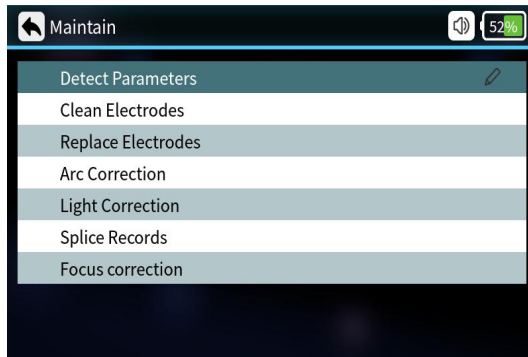 Maintain
52%
Detect Parameters
Clean Electrodes
Replace Electrodes
Arc Correction
Light Correction
Splice Records
Focus correction